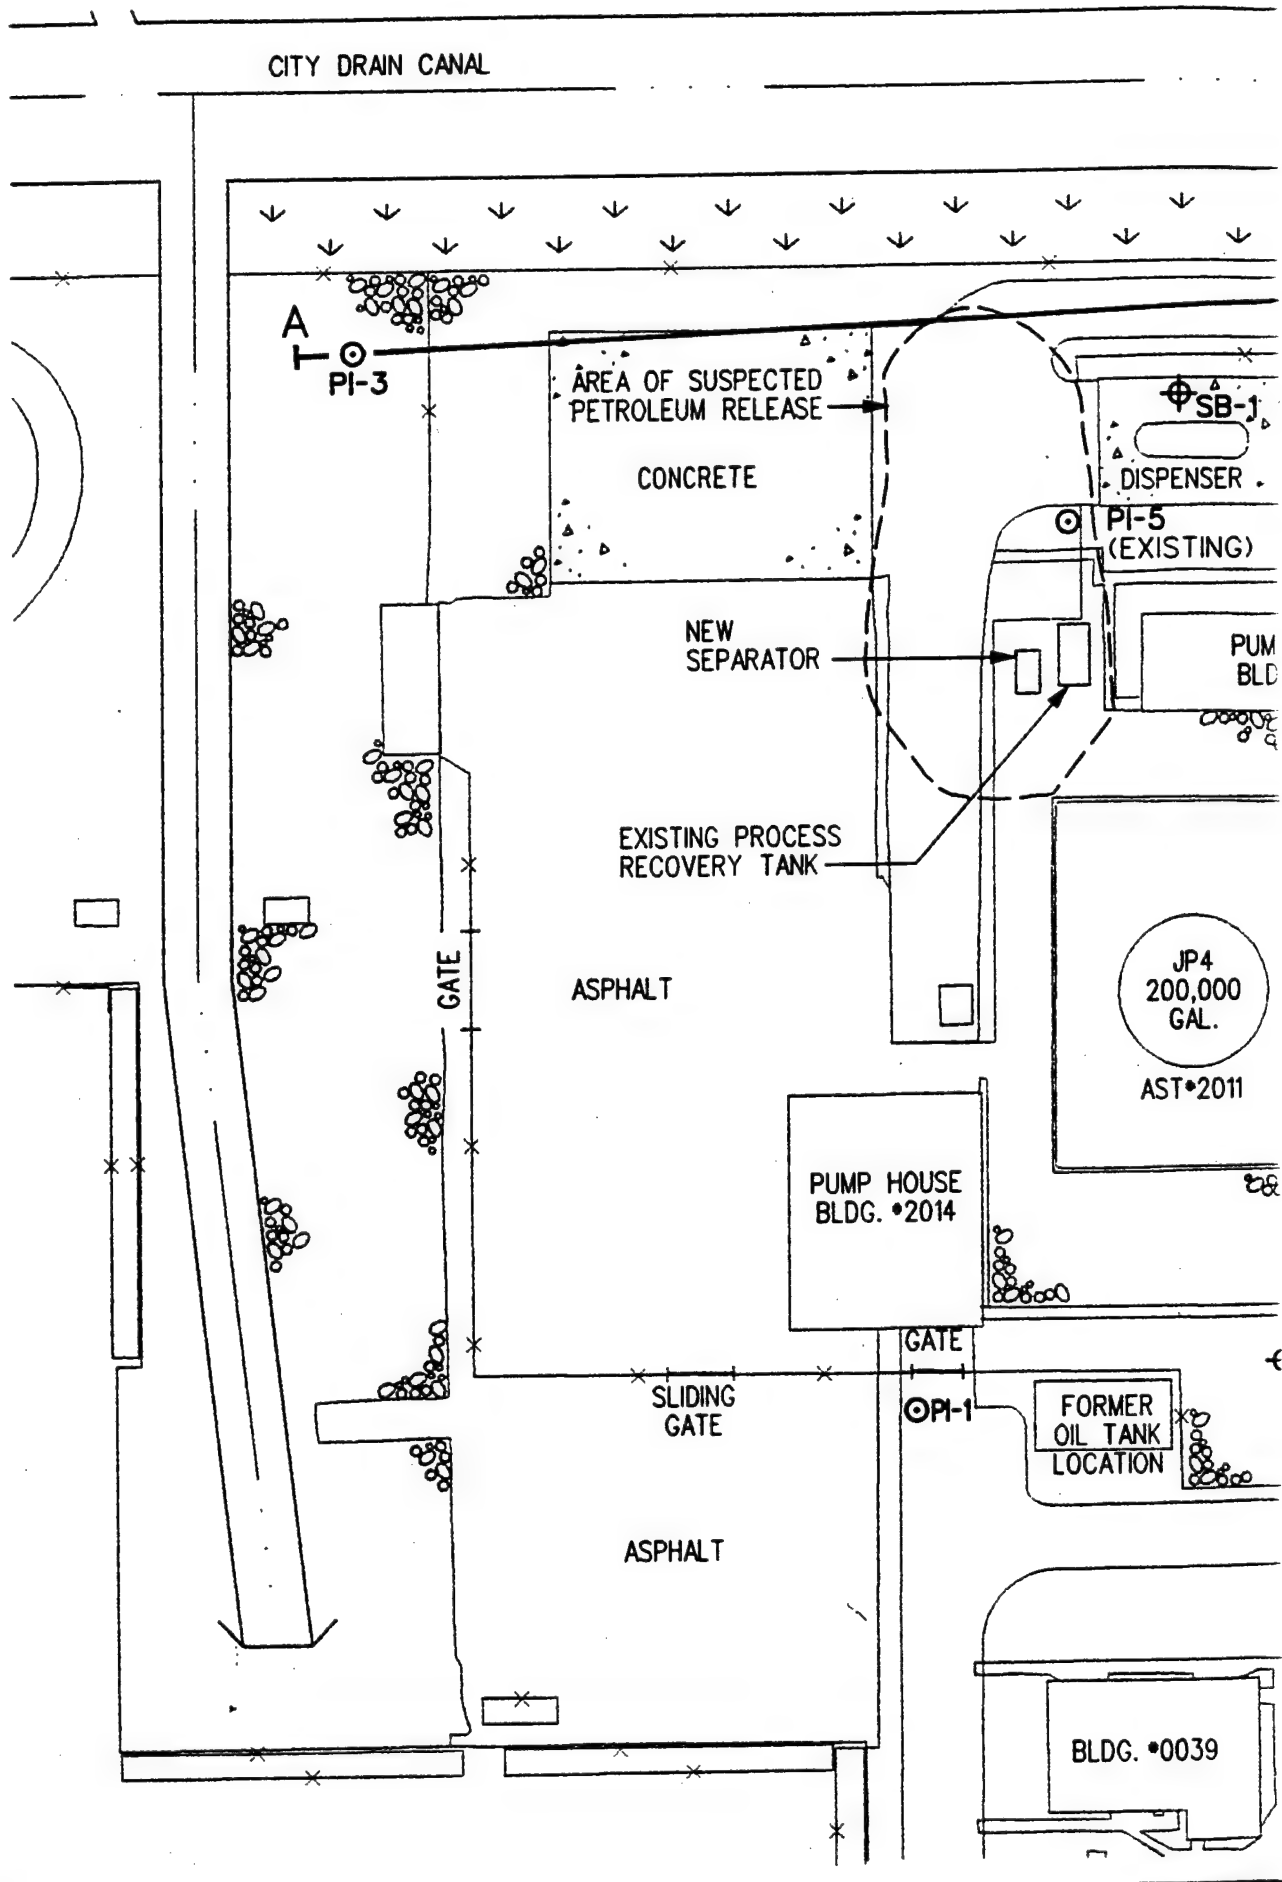 CITY DRAIN CANAL
A
PI-3
AREA OF SUSPECTED
PETROLEUM RELEASE
CONCRETE
SB-1
DISPENSER
PI-5
(EXISTING)
NEW
SEPARATOR
PUM
BLD
EXISTING PROCESS
RECOVERY TANK
GATE
ASPHALT
JP4
200,000
GAL.
AST#2011
PUMP HOUSE
BLDG. #2014
GATE
SLIDING
GATE
PI-1
FORMER
OIL TANK
LOCATION
ASPHALT
BLDG. #0039